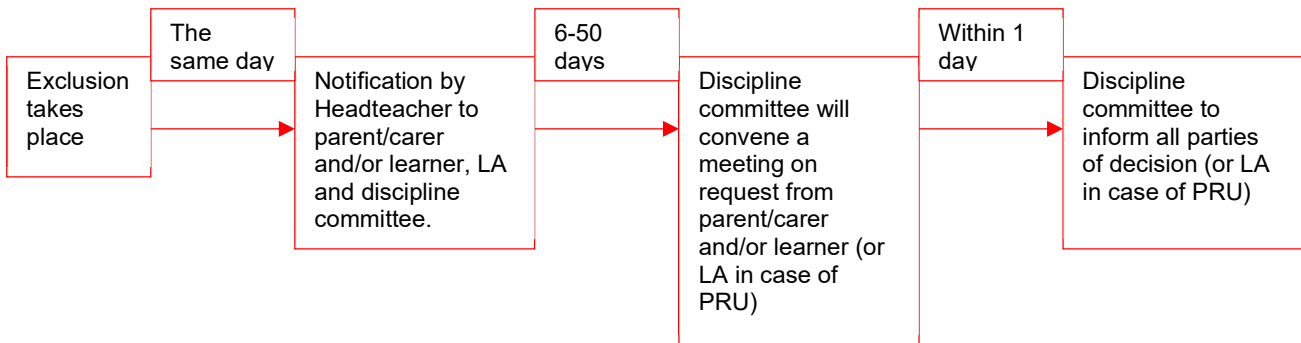 The
same day
6-50
days
Within 1
day
Exclusion
takes
place
Notification by
Headteacher to
parent/carer
and/or learner, LA
and discipline
committee.
Discipline
committee will
convene a
meeting on
request from
parent/carer
and/or learner (or
LA in case of
PRU)
Discipline
committee to
inform all parties
of decision (or LA
in case of PRU)